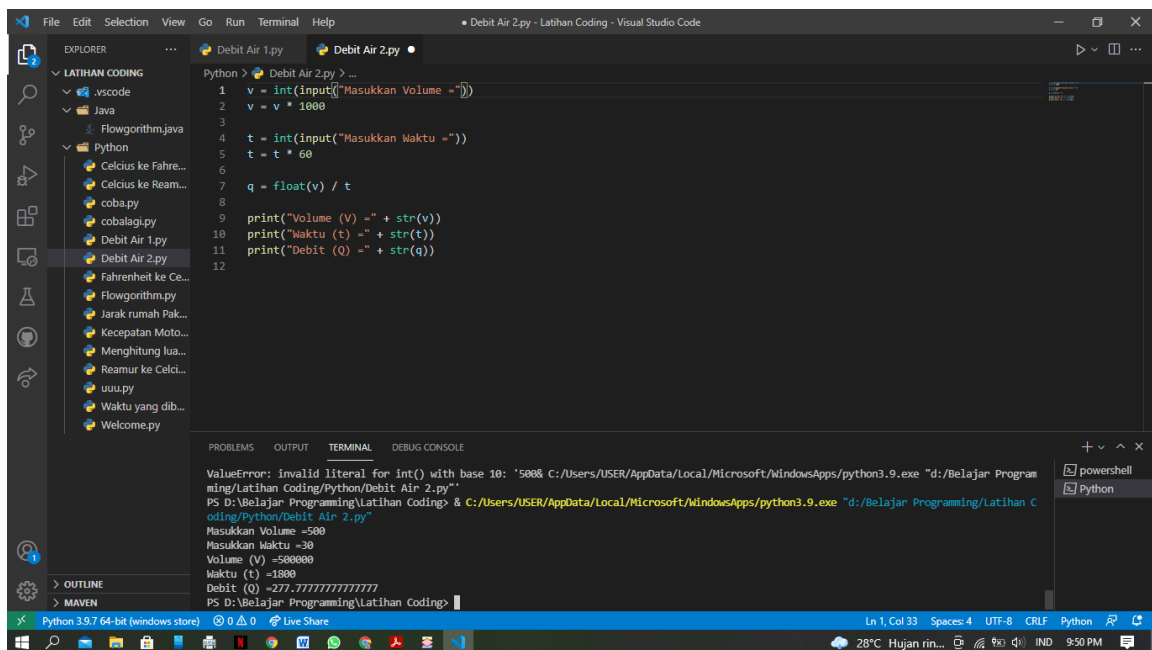 File Edit Selection View Go Run Terminal Help
● Debit Air 2.py - Latihan Coding - Visual Studio Code
EXPLORER ...
LATIHAN CODING
.vscode
Java
Flowgorithm.java
Python
Celcius ke Fahre...
Celcius ke Ream...
coba.py
cobalagi.py
Debit Air 1.py
Debit Air 2.py
Fahrenheit ke Ce...
Flowgorithm.py
Jarak rumah Pak...
Kecepatan Moto...
Menghitung lua...
Reamur ke Celci...
uuu.py
Waktu yang dib...
Welcome.py
OUTLINE
MAVEN
2
1
Debit Air 1.py Debit Air 2.py ●
Python > Debit Air 2.py > ...
1 v = int(input("Masukkan Volume ="))
2 v = v * 1000
3
4 t = int(input("Masukkan Waktu ="))
5 t = t * 60
6
7 q = float(v) / t
8
9 print("Volume (V) =" + str(v))
10 print("Waktu (t) =" + str(t))
11 print("Debit (Q) =" + str(q))
12
PROBLEMS OUTPUT TERMINAL DEBUG CONSOLE
ValueError: invalid literal for int() with base 10: '500& C:/Users/USER/AppData/Local/Microsoft/WindowsApps/python3.9.exe "d:/Belajar Program
ming/Latihan Coding/Python/Debit Air 2.py"'
PS D:\Belajar Programming\Latihan Coding> & C:/Users/USER/AppData/Local/Microsoft/WindowsApps/python3.9.exe "d:/Belajar Programming/Latihan C
oding/Python/Debit Air 2.py"
Masukkan Volume =500
Masukkan Waktu =30
Volume (V) =500000
Waktu (t) =1800
Debit (Q) =277.77777777777777
PS D:\Belajar Programming\Latihan Coding>
powershell
Python
Python 3.9.7 64-bit (windows store) 0 0 Live Share
Ln 1, Col 33 Spaces: 4 UTF-8 CRLF Python
28°C Hujan rin... IND 9:50 PM